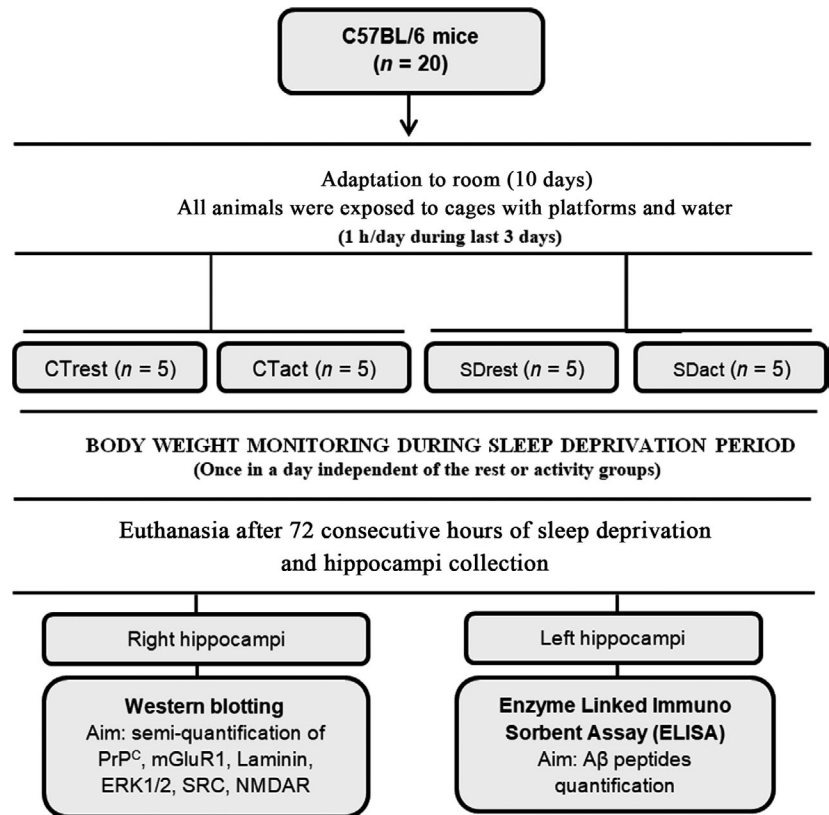 C57BL/6 mice
(n = 20)
Adaptation to room (10 days)
All animals were exposed to cages with platforms and water
(1 h/day during last 3 days)
CTrest (n = 5)
CTact (n = 5)
SDrest (n = 5)
SDact (n = 5)
BODY WEIGHT MONITORING DURING SLEEP DEPRIVATION PERIOD
(Once in a day independent of the rest or activity groups)
Euthanasia after 72 consecutive hours of sleep deprivation
and hippocampi collection
Right hippocampi
Western blotting
Aim: semi-quantification of
PrPᶜ, mGluR1, Laminin,
ERK1/2, SRC, NMDAR
Left hippocampi
Enzyme Linked Immuno
Sorbent Assay (ELISA)
Aim: Aβ peptides
quantification